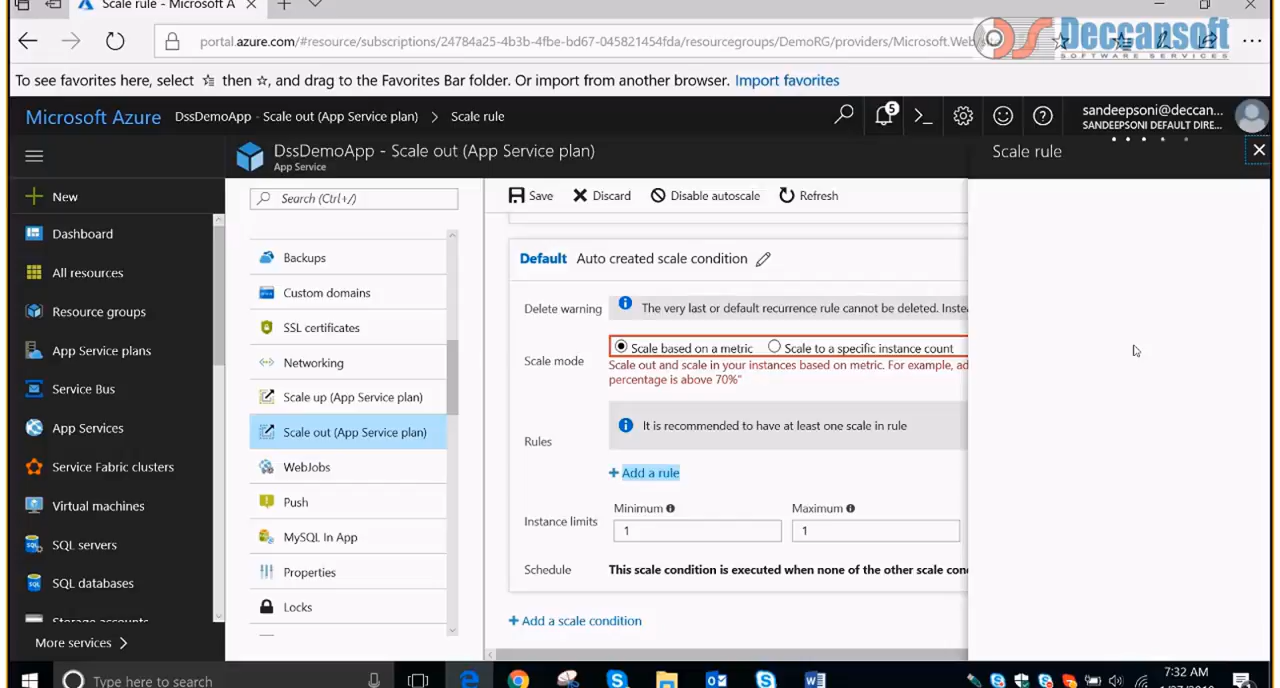 Scale rule - Microsoft A
Deccansoft
SOFTWARE SERVICES
portal.azure.com/#resource/subscriptions/24784a25-4b3b-4fbe-bd67-045821454fda/resourcegroups/DemoRG/providers/Microsoft.Web/
To see favorites here, select then , and drag to the Favorites Bar folder. Or import from another browser. Import favorites
Microsoft Azure DssDemoApp - Scale out (App Service plan) > Scale rule
5
sandeepsoni@deccan...
SANDEEPSONI DEFAULT DIRE...
DssDemoApp - Scale out (App Service plan)
App Service
Scale rule
New
Dashboard
All resources
Resource groups
App Service plans
Service Bus
App Services
Service Fabric clusters
Virtual machines
SQL servers
SQL databases
Storage accounts
More services >
Search (Ctrl+/)
Backups
Custom domains
SSL certificates
Networking
Scale up (App Service plan)
Scale out (App Service plan)
WebJobs
Push
MySQL In App
Properties
Locks
Save Discard Disable autoscale Refresh
Default Auto created scale condition
Delete warning The very last or default recurrence rule cannot be deleted. Inste
Scale mode Scale based on a metric Scale to a specific instance count
Scale out and scale in your instances based on metric. For example, ad
percentage is above 70%"
Rules It is recommended to have at least one scale in rule
+ Add a rule
Instance limits Minimum Maximum
1 1
Schedule This scale condition is executed when none of the other scale con
+ Add a scale condition
Type here to search
7:32 AM